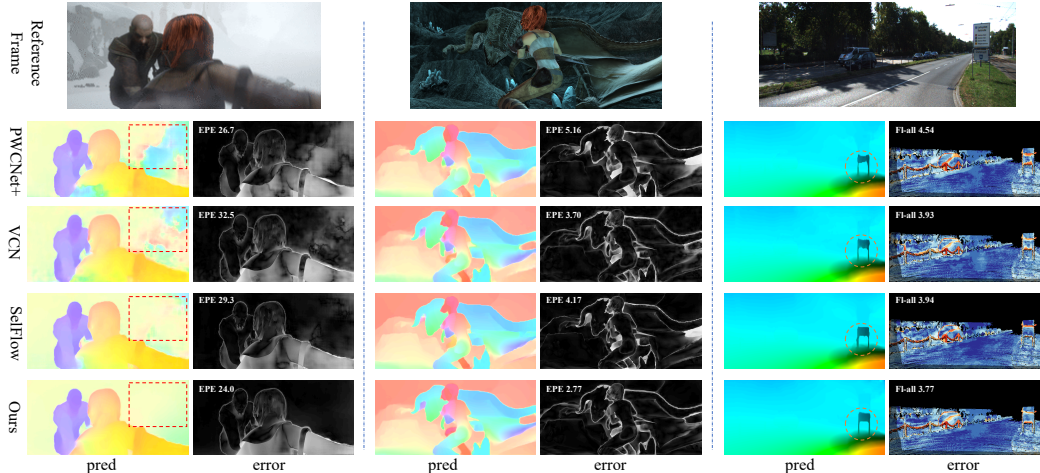 Reference
Frame
PWCNet+
EPE 26.7
EPE 5.16
Fl-all 4.54
VCN
EPE 32.5
EPE 3.70
Fl-all 3.93
SelFlow
EPE 29.3
EPE 4.17
Fl-all 3.94
Ours
EPE 24.0
EPE 2.77
Fl-all 3.77
pred
error
pred
error
pred
error